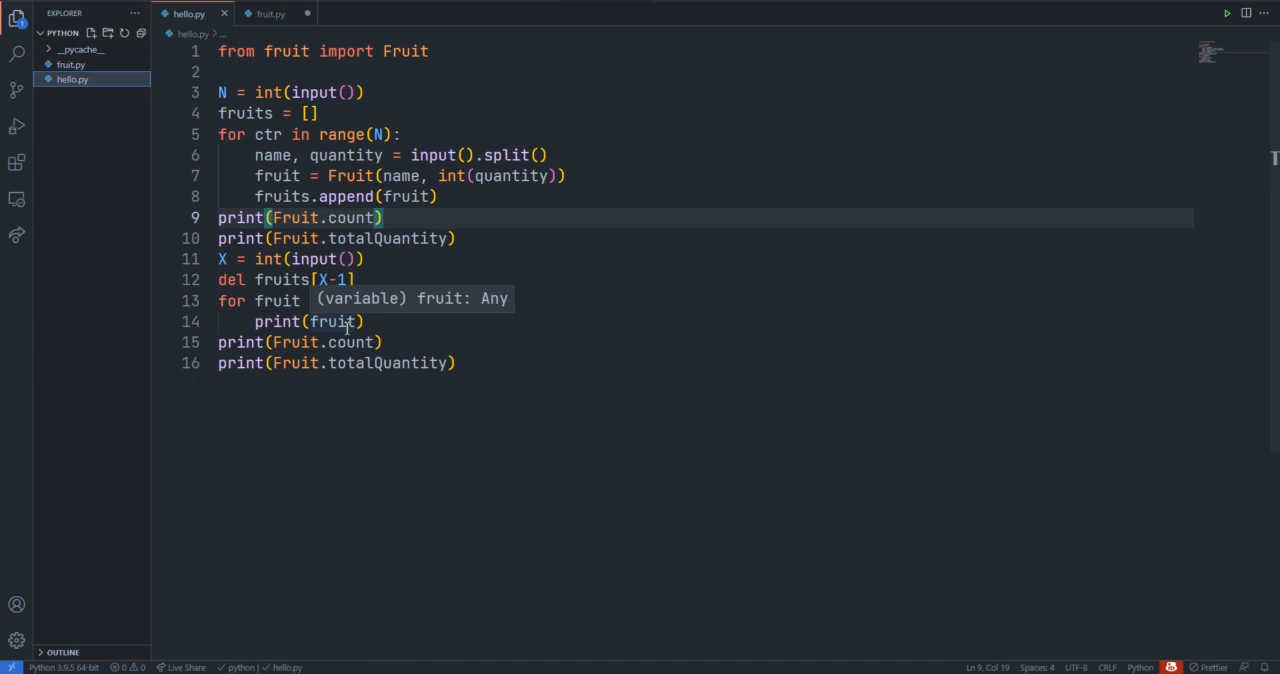 EXPLORER ...
hello.py fruit.py
1
PYTHON
__pycache__
fruit.py
hello.py
hello.py > ...
1 from fruit import Fruit
2
3 N = int(input())
4 fruits = []
5 for ctr in range(N):
6 name, quantity = input().split()
7 fruit = Fruit(name, int(quantity))
8 fruits.append(fruit)
9 print(Fruit.count)
10 print(Fruit.totalQuantity)
11 X = int(input())
12 del fruits[X-1]
13 for fruit
(variable) fruit: Any
14 print(fruit)
15 print(Fruit.count)
16 print(Fruit.totalQuantity)
OUTLINE
Python 3.9.5 64-bit 0 0 Live Share python | hello.py Ln 9, Col 19 Spaces: 4 UTF-8 CRLF Python Prettier